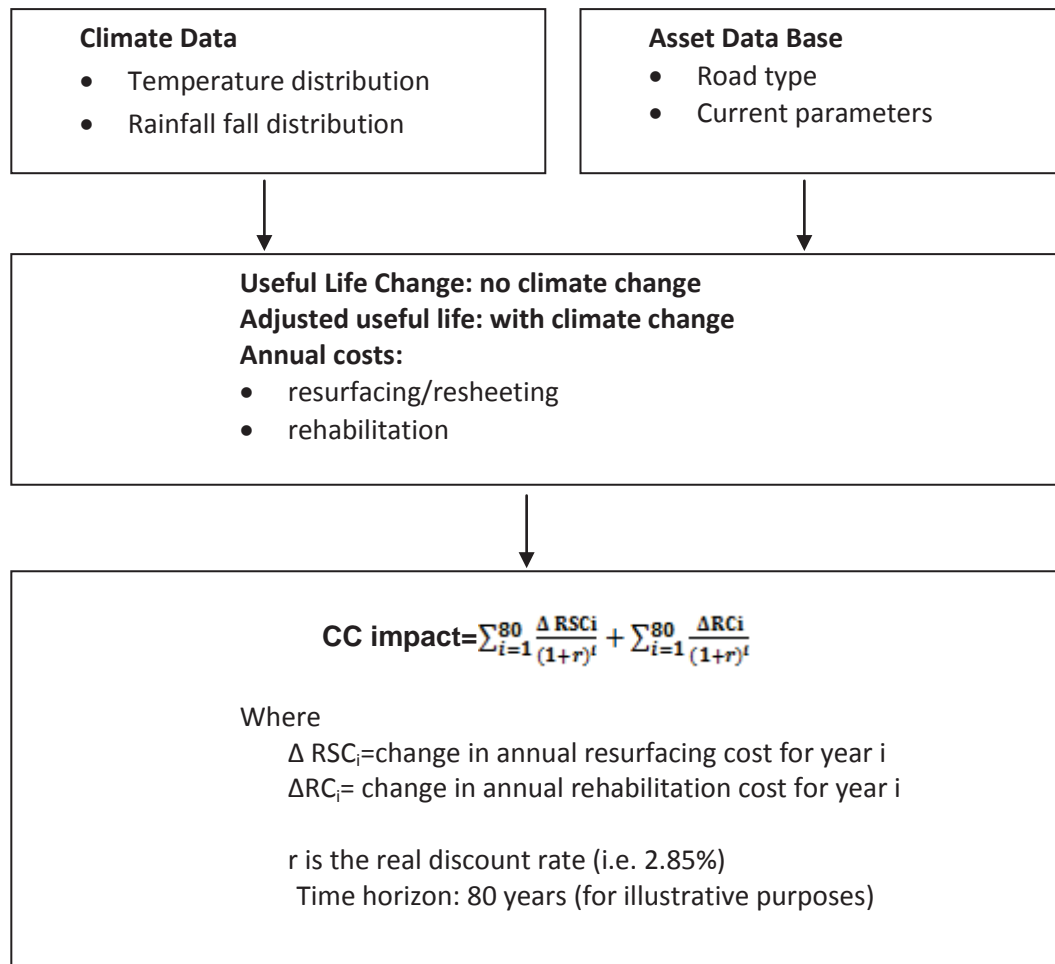 Climate Data
• Temperature distribution
• Rainfall fall distribution
Asset Data Base
• Road type
• Current parameters
Useful Life Change: no climate change
Adjusted useful life: with climate change
Annual costs:
• resurfacing/resheeting
• rehabilitation
CC impact=∑_{i=1}^{80} Δ RSCi/(1+r)^i + ∑_{i=1}^{80} ΔRCi/(1+r)^i
Where
Δ RSCᵢ=change in annual resurfacing cost for year i
ΔRCᵢ= change in annual rehabilitation cost for year i
r is the real discount rate (i.e. 2.85%)
Time horizon: 80 years (for illustrative purposes)